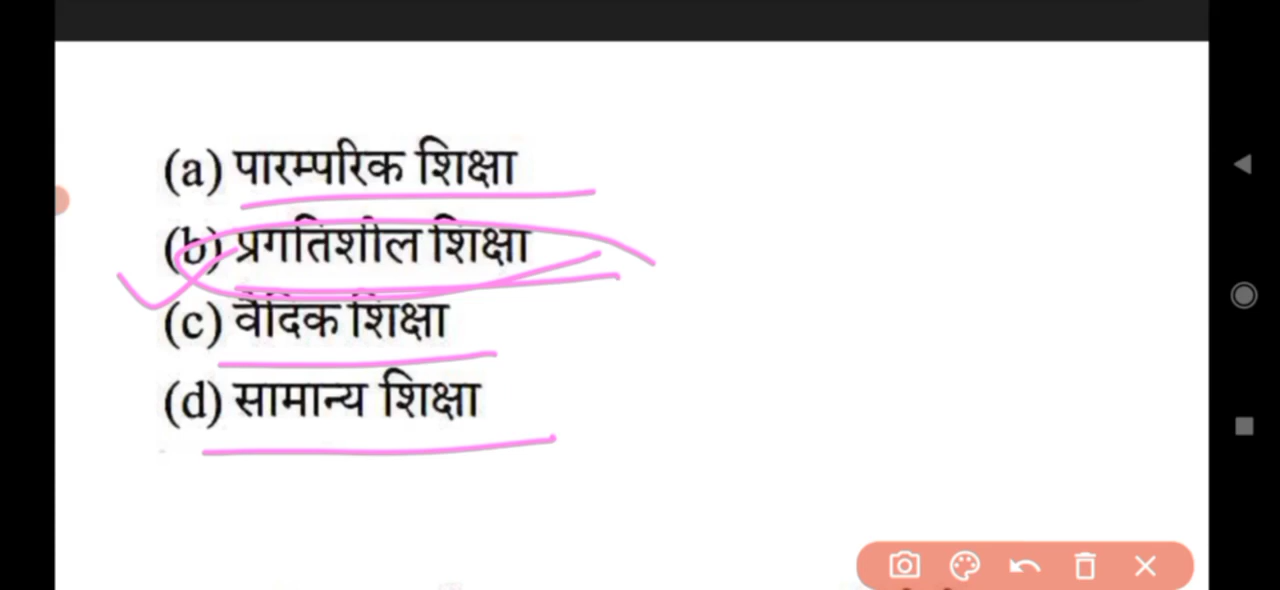 (a) पारम्परिक शिक्षा
(b) प्रगतिशील शिक्षा
(c) वैदिक शिक्षा
(d) सामान्य शिक्षा